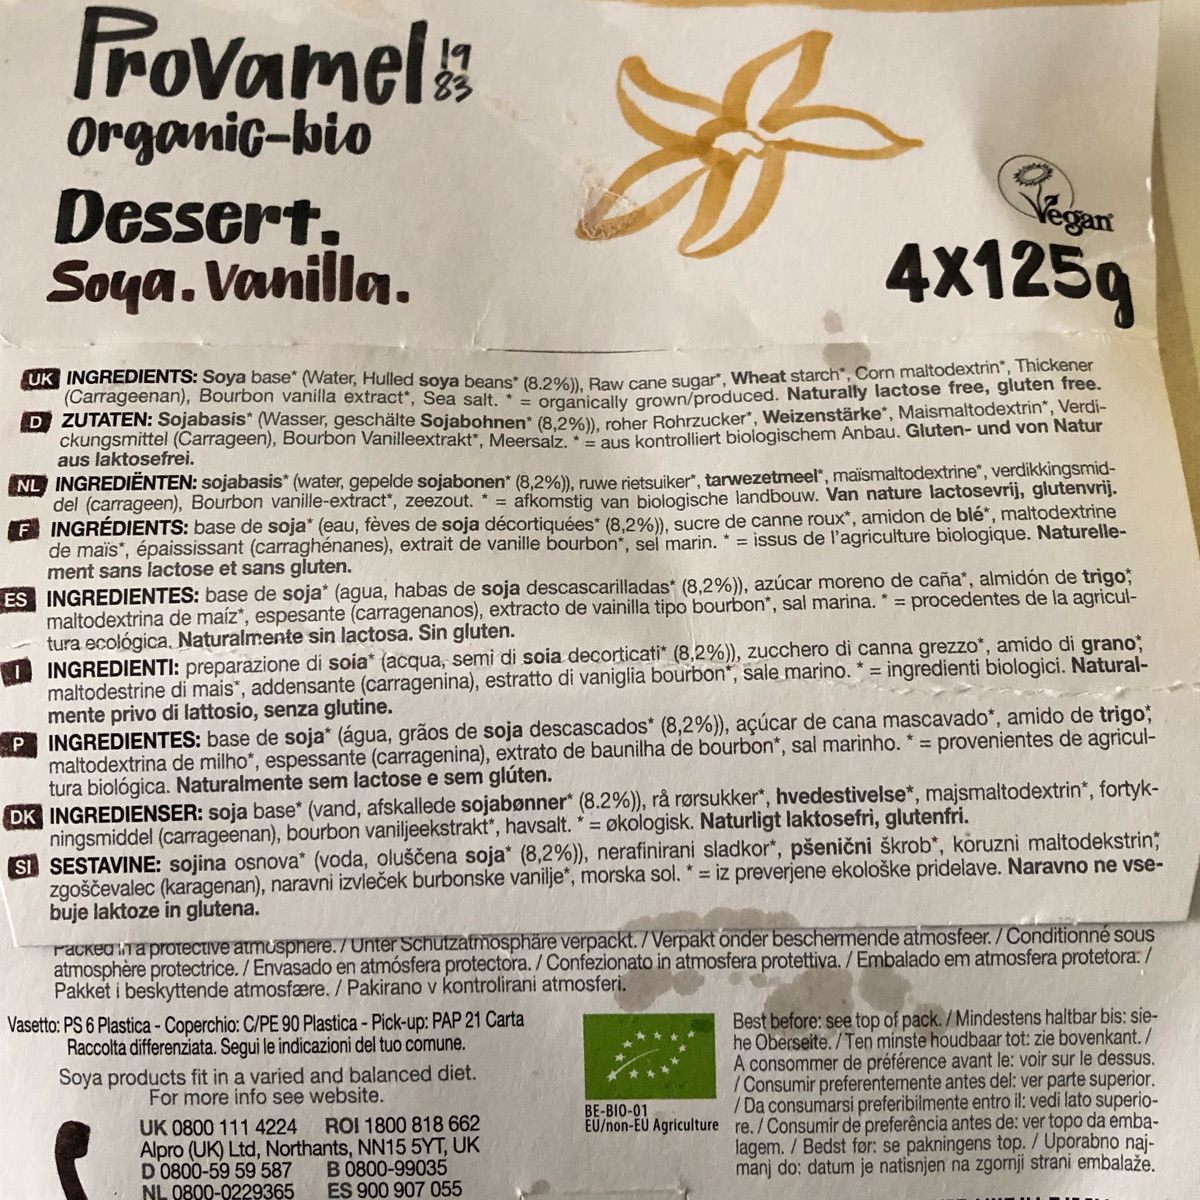 Provamel 19 83
organic-bio
Dessert.
Soya. Vanilla.
Vegan
4x125g
UK INGREDIENTS: Soya base* (Water, Hulled soya beans* (8.2%)), Raw cane sugar*, Wheat starch*, Corn maltodextrin*, Thickener
(Carrageenan), Bourbon vanilla extract*, Sea salt. * = organically grown/produced. Naturally lactose free, gluten free.
D ZUTATEN: Sojabasis* (Wasser, geschälte Sojabohnen* (8,2%)), roher Rohrzucker*, Weizenstärke*, Maismaltodextrin*, Verdi-
ckungsmittel (Carrageen), Bourbon Vanilleextrakt*, Meersalz. * = aus kontrolliert biologischem Anbau. Gluten- und von Natur
aus laktosefrei.
NL INGREDIËNTEN: sojabasis* (water, gepelde sojabonen* (8,2%)), ruwe rietsuiker*, tarwezetmeel*, maïsmaltodextrine*, verdikkingsmid-
del (carrageen), Bourbon vanille-extract*, zeezout. * = afkomstig van biologische landbouw. Van nature lactosevrij, glutenvrij.
F INGRÉDIENTS: base de soja* (eau, fèves de soja décortiquées* (8,2%)), sucre de canne roux*, amidon de blé*, maltodextrine
de maïs*, épaississant (carraghénanes), extrait de vanille bourbon*, sel marin. * = issus de l'agriculture biologique. Naturelle-
ment sans lactose et sans gluten.
ES INGREDIENTES: base de soja* (agua, habas de soja descascarilladas* (8,2%)), azúcar moreno de caña*, almidón de trigo*,
maltodextrina de maíz*, espesante (carragenanos), extracto de vainilla tipo bourbon*, sal marina. * = procedentes de la agricul-
tura ecológica. Naturalmente sin lactosa. Sin gluten.
I INGREDIENTI: preparazione di soia* (acqua, semi di soia decorticati* (8,2%)), zucchero di canna grezzo*, amido di grano*,
maltodestrine di mais*, addensante (carragenina), estratto di vaniglia bourbon*, sale marino. * = ingredienti biologici. Natural-
mente privo di lattosio, senza glutine.
P INGREDIENTES: base de soja* (água, grãos de soja descascados* (8,2%)), açúcar de cana mascavado*, amido de trigo*,
maltodextrina de milho*, espessante (carragenina), extrato de baunilha de bourbon*, sal marinho. * = provenientes de agricul-
tura biológica. Naturalmente sem lactose e sem glúten.
DK INGREDIENSER: soja base* (vand, afskallede sojabønner* (8.2%)), rå rørsukker*, hvedestivelse*, majsmaltodextrin*, fortyk-
ningsmiddel (carrageenan), bourbon vaniljeekstrakt*, havsalt. * = økologisk. Naturligt laktosefri, glutenfri.
SI SESTAVINE: sojina osnova* (voda, oluščena soja* (8,2%)), nerafinirani sladkor*, pšenični škrob*, koruzni maltodekstrin*,
zgoščevalec (karagenan), naravni izvleček burbonske vanilje*, morska sol. * = iz preverjene ekološke pridelave. Naravno ne vse-
buje laktoze in glutena.
Packed in a protective atmosphere. / Unter Schutzatmosphäre verpackt. / Verpakt onder beschermende atmosfeer. / Conditionné sous
atmosphère protectrice. / Envasado en atmósfera protectora. / Confezionato in atmosfera protettiva. / Embalado em atmosfera protetora. /
Pakket i beskyttende atmosfære. / Pakirano v kontrolirani atmosferi.
Vasetto: PS 6 Plastica - Coperchio: C/PE 90 Plastica - Pick-up: PAP 21 Carta
Raccolta differenziata. Segui le indicazioni del tuo comune.
Soya products fit in a varied and balanced diet.
For more info see website.
UK 0800 111 4224 ROI 1800 818 662
Alpro (UK) Ltd, Northants, NN15 5YT, UK
D 0800-59 59 587 B 0800-99035
NL 0800-0229365 ES 900 907 055
BE-BIO-01
EU/non-EU Agriculture
Best before: see top of pack. / Mindestens haltbar bis: sie-
he Oberseite. / Ten minste houdbaar tot: zie bovenkant. /
A consommer de préférence avant le: voir sur le dessus.
/ Consumir preferentemente antes del: ver parte superior.
/ Da consumarsi preferibilmente entro il: vedi lato superio-
re. / Consumir de preferência antes de: ver topo da emba-
lagem. / Bedst før: se pakningens top. / Uporabno naj-
manj do: datum je natisnjen na zgornji strani embalaže.